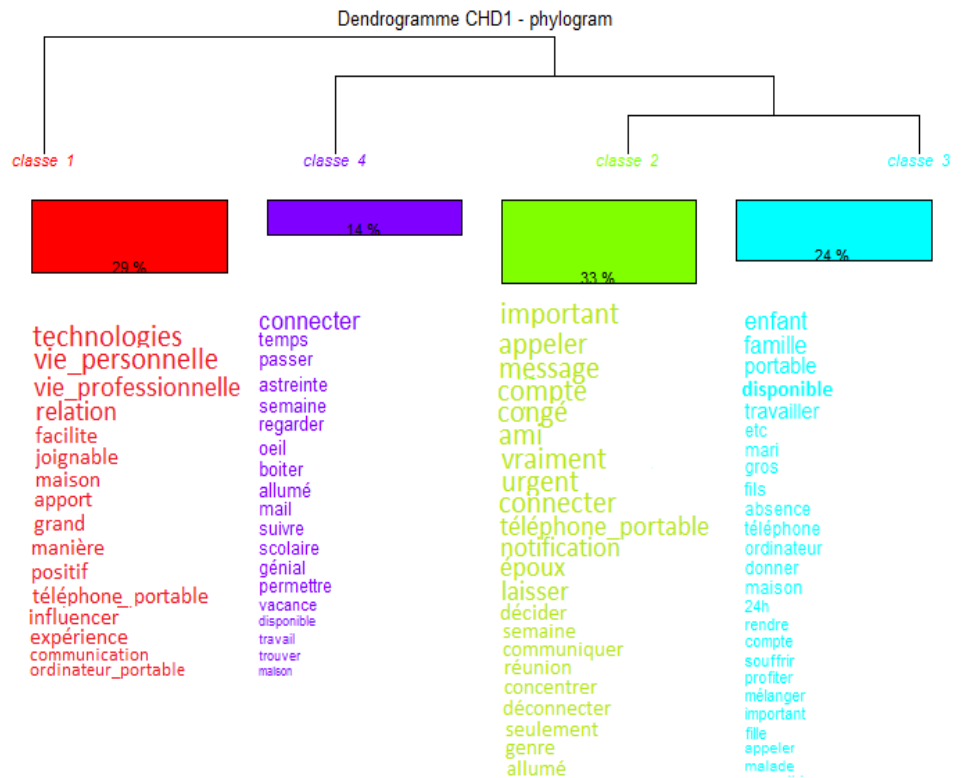 Dendrogramme CHD1 - phylogram
classe 1
classe 4
classe 2
classe 3
29 %
14 %
33 %
24 %
technologies
vie_personnelle
vie_professionnelle
relation
facilite
joignable
maison
apport
grand
manière
positif
téléphone_portable
influencer
expérience
communication
ordinateur_portable
connecter
temps
passer
astreinte
semaine
regarder
oeil
boiter
allumé
mail
suivre
scolaire
génial
permettre
vacance
disponible
travail
trouver
maison
important
appeler
message
compte
congé
ami
vraiment
urgent
connecter
téléphone_portable
notification
époux
laisser
décider
semaine
communiquer
réunion
concentrer
déconnecter
seulement
genre
allumé
enfant
famille
portable
disponible
travailler
etc
mari
gros
fils
absence
téléphone
ordinateur
donner
maison
24h
rendre
compte
souffrir
profiter
mélanger
important
fille
appeler
malade